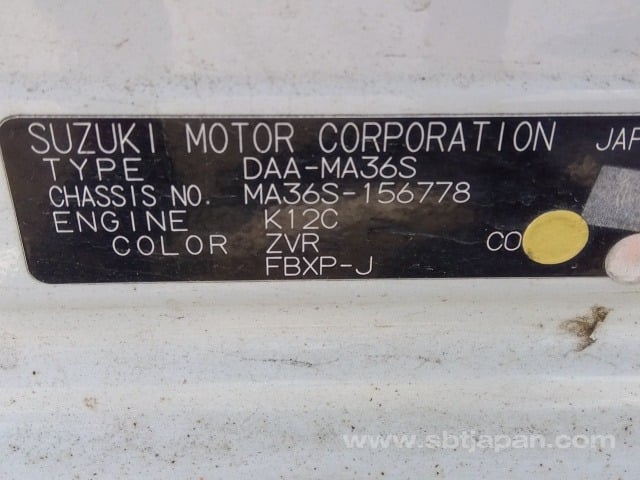 SUZUKI MOTOR CORPORATION JAP
TYPE DAA-MA36S
CHASSIS NO. MA36S-156778
ENGINE K12C
COLOR ZVR CO
FBXP-J
www.sbtjapan.com